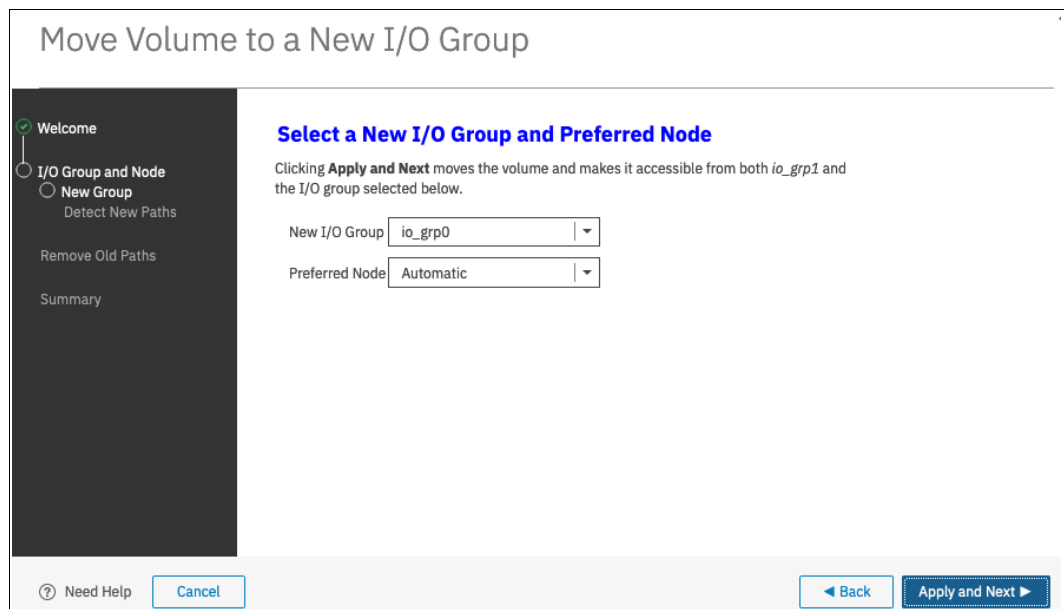 Move Volume to a New I/O Group
Welcome
I/O Group and Node
New Group
Detect New Paths
Remove Old Paths
Summary
Select a New I/O Group and Preferred Node
Clicking Apply and Next moves the volume and makes it accessible from both io_grp1 and
the I/O group selected below.
New I/O Group io_grp0
Preferred Node Automatic
? Need Help Cancel ◀ Back Apply and Next ▶